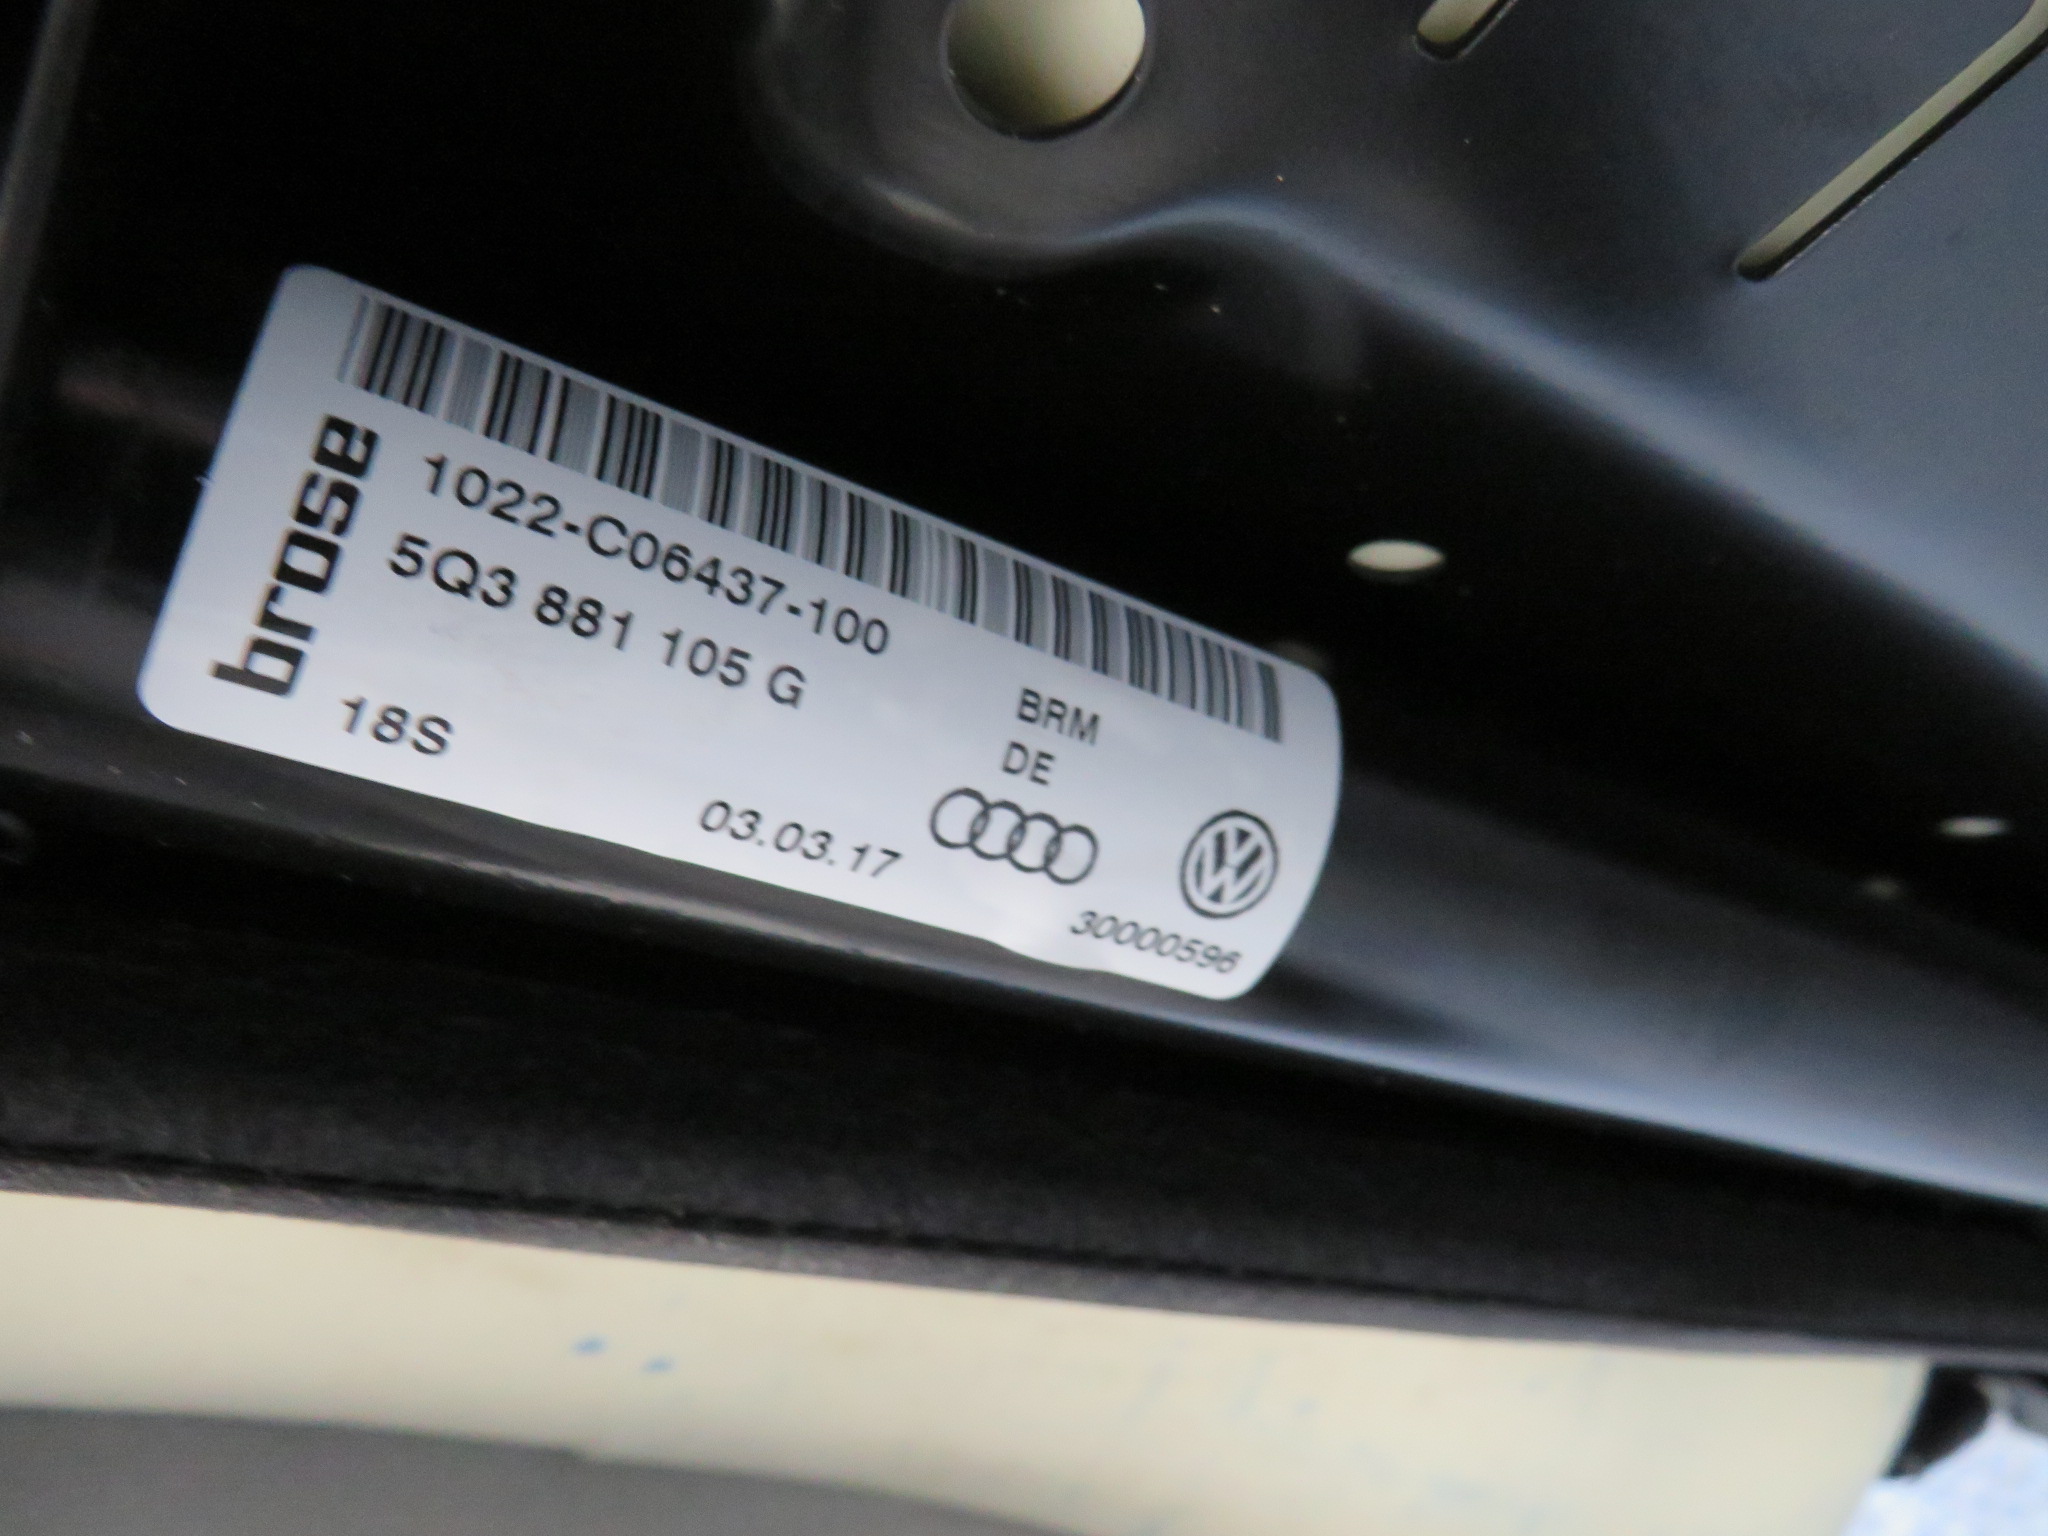 brose
1022-C06437-100
5Q3 881 105 G
18S
BRM
DE
03.03.17
30000596